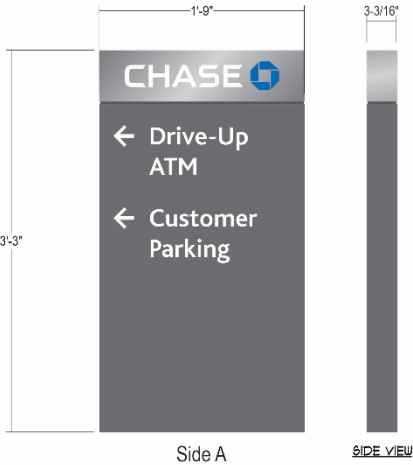 1'-9"
3-3/16"
CHASE
← Drive-Up
ATM
3'-3"
← Customer
Parking
Side A
SIDE VIEW